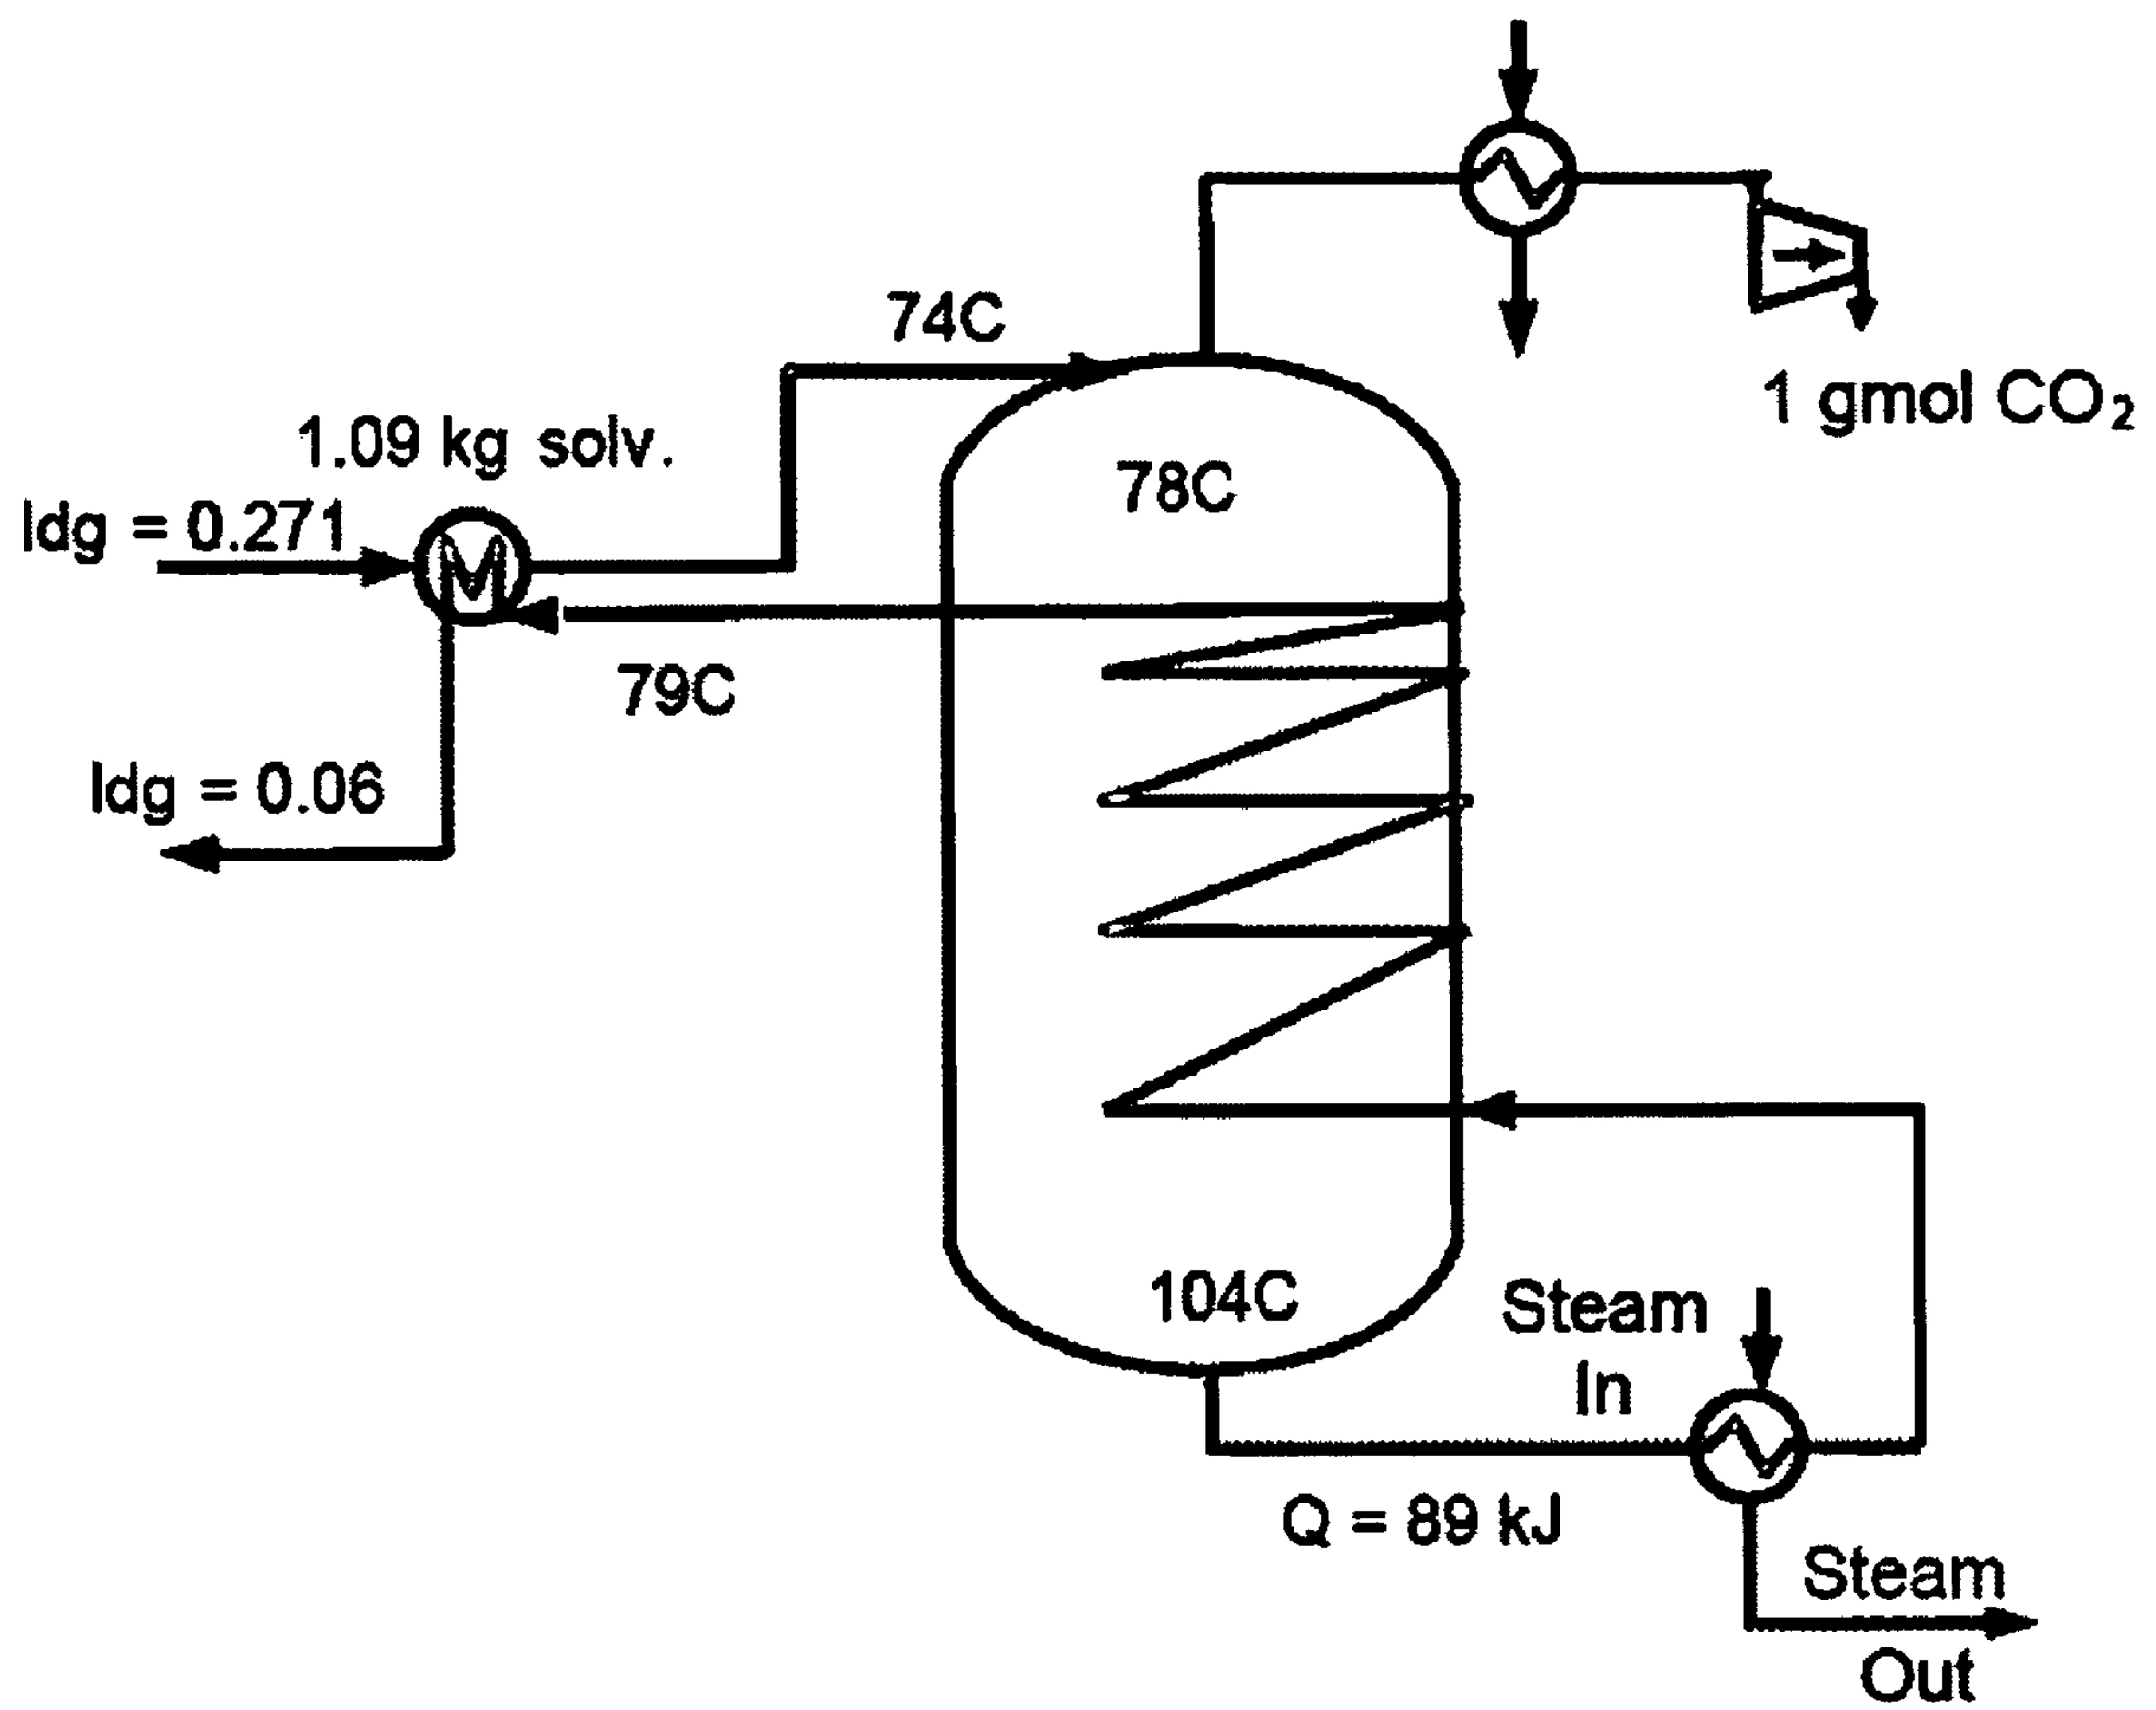 74C
1 gmol CO₂
1.09 kg solv.
ldg = 0.271
78C
79C
ldg = 0.06
104C
Steam
In
Q = 89 kJ
Steam
Out